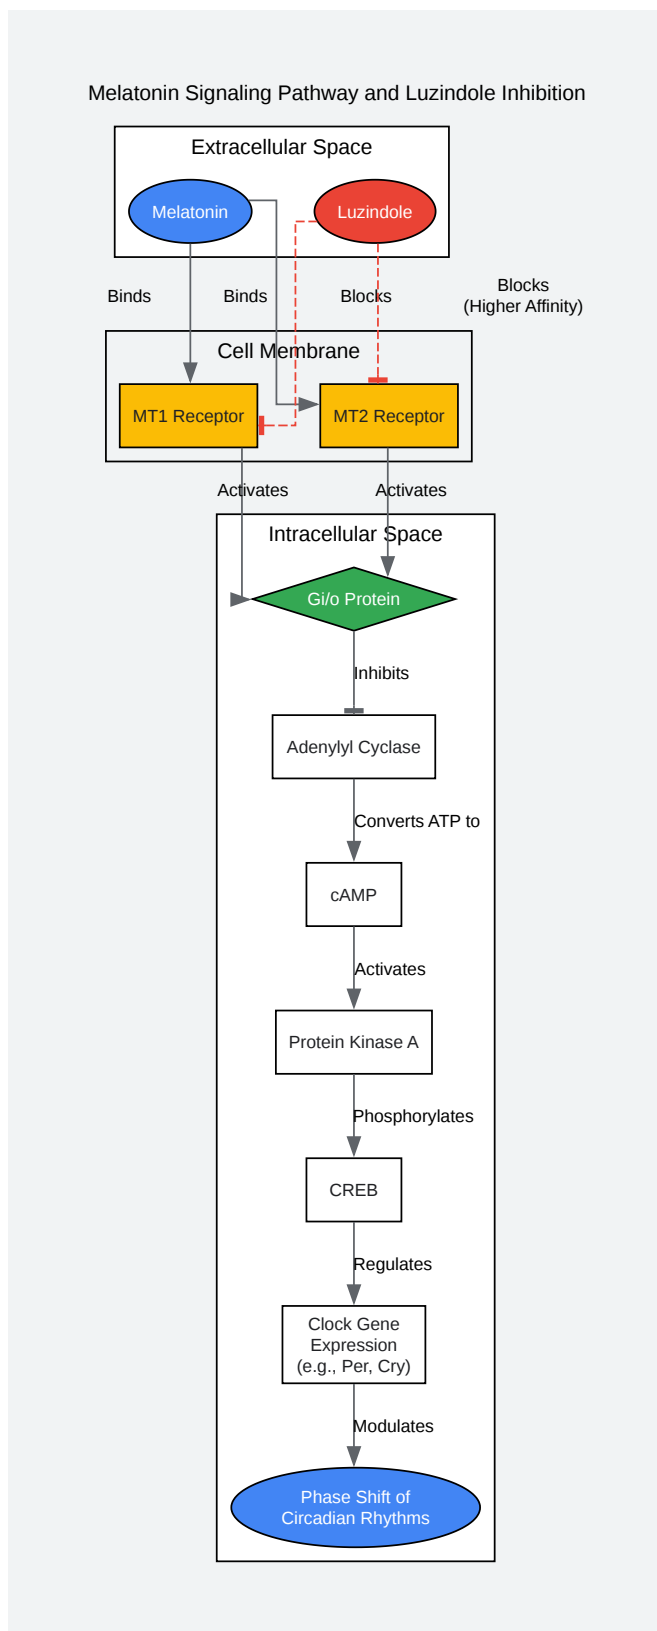 Melatonin Signaling Pathway and Luzindole Inhibition
Extracellular Space
Melatonin
Luzindole
Binds
Binds
Blocks
Blocks
(Higher Affinity)
Cell Membrane
MT1 Receptor
MT2 Receptor
Activates
Activates
Intracellular Space
Gi/o Protein
Inhibits
Adenylyl Cyclase
Converts ATP to
cAMP
Activates
Protein Kinase A
Phosphorylates
CREB
Regulates
Clock Gene
Expression
(e.g., Per, Cry)
Modulates
Phase Shift of
Circadian Rhythms